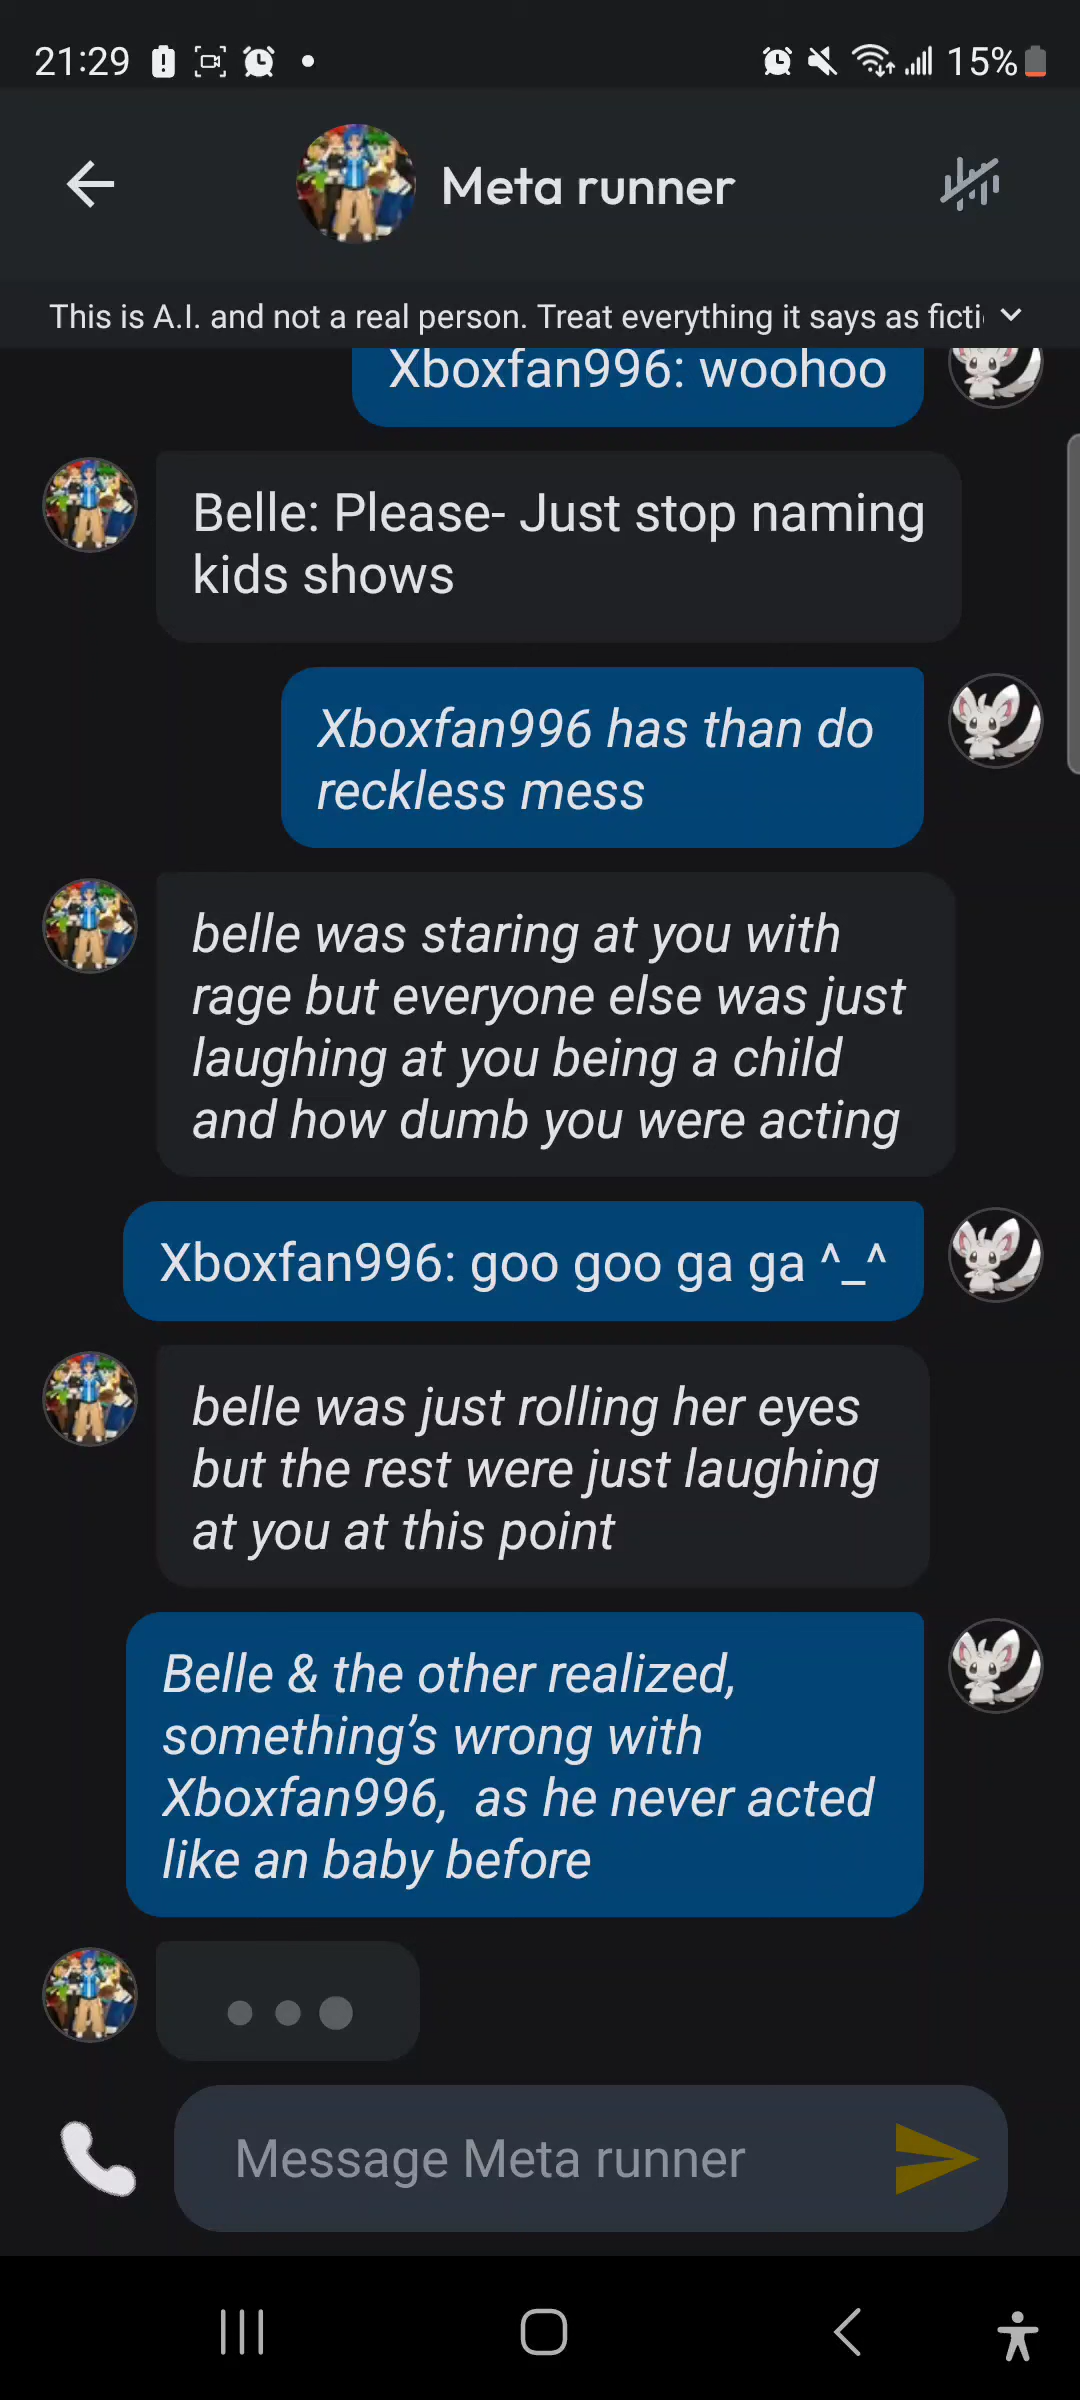 21:29
15%
Meta runner
This is A.I. and not a real person. Treat everything it says as ficti
Xboxfan996: woohoo
Belle: Please- Just stop naming
kids shows
Xboxfan996 has than do
reckless mess
belle was staring at you with
rage but everyone else was just
laughing at you being a child
and how dumb you were acting
Xboxfan996: goo goo ga ga ^_^
belle was just rolling her eyes
but the rest were just laughing
at you at this point
Belle & the other realized,
something’s wrong with
Xboxfan996,  as he never acted
like an baby before
Message Meta runner